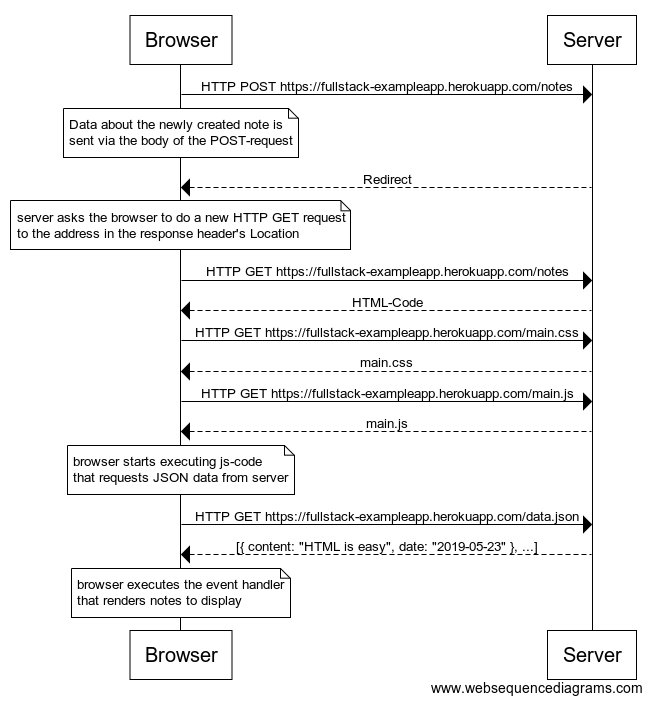 Browser
Server
HTTP POST https://fullstack-exampleapp.herokuapp.com/notes
Data about the newly created note is
sent via the body of the POST-request
Redirect
server asks the browser to do a new HTTP GET request
to the address in the response header's Location
HTTP GET https://fullstack-exampleapp.herokuapp.com/notes
HTML-Code
HTTP GET https://fullstack-exampleapp.herokuapp.com/main.css
main.css
HTTP GET https://fullstack-exampleapp.herokuapp.com/main.js
main.js
browser starts executing js-code
that requests JSON data from server
HTTP GET https://fullstack-exampleapp.herokuapp.com/data.json
[{ content: "HTML is easy", date: "2019-05-23" }, ...]
browser executes the event handler
that renders notes to display
Browser
Server
www.websequencediagrams.com